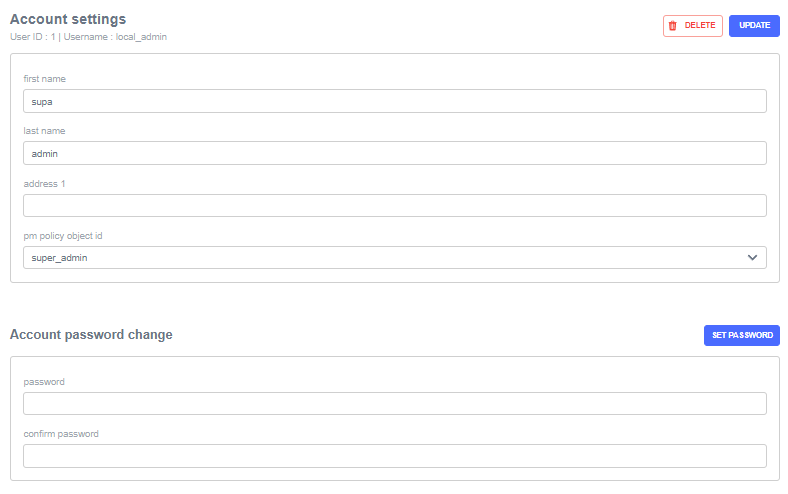 Account settings
DELETE
UPDATE
User ID : 1 | Username : local_admin
first name
supa
last name
admin
address 1
pm policy object id
super_admin
Account password change
SET PASSWORD
password
confirm password